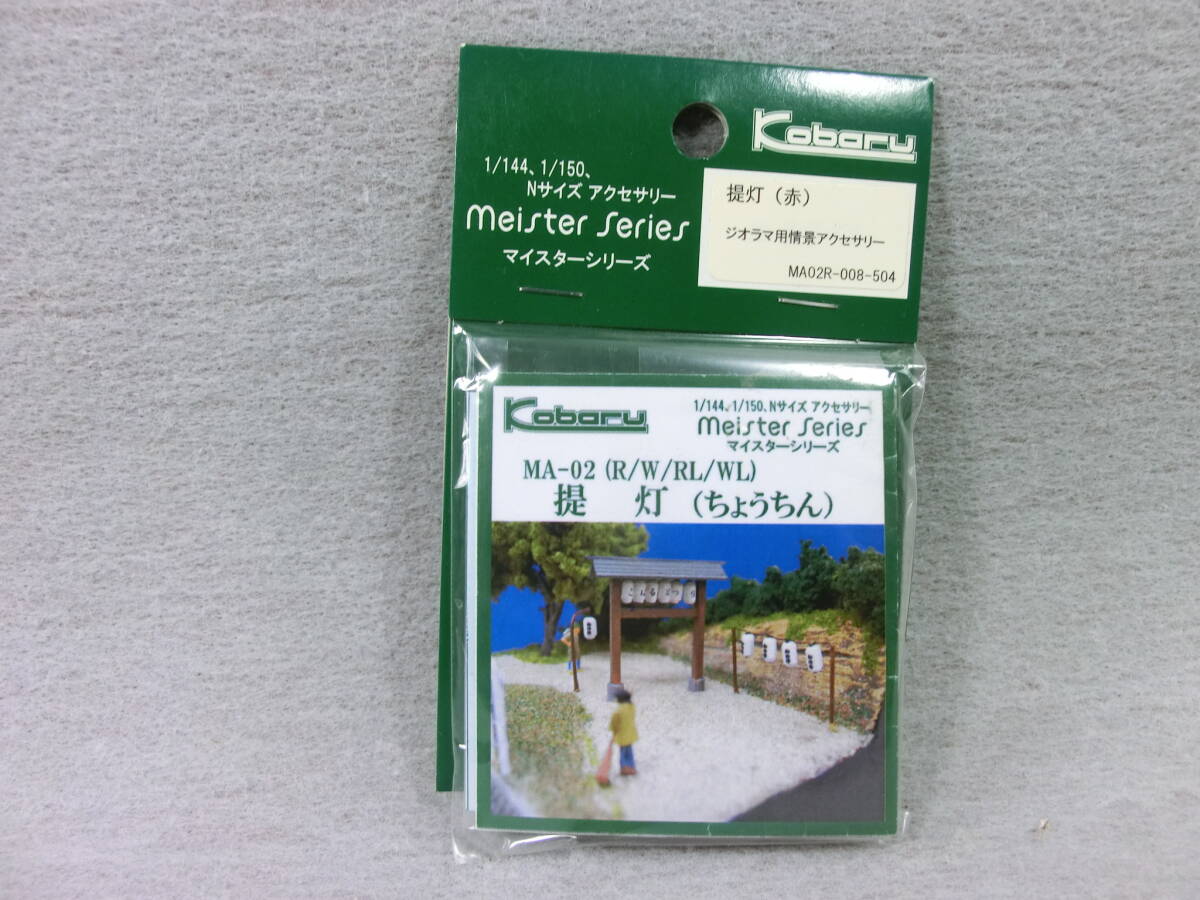 Kobaru
1/144、1/150、
Nサイズ アクセサリー
Meister Series
マイスターシリーズ
提灯（赤）
ジオラマ用情景アクセサリー
MA02R-008-504
Kobaru
1/144、1/150、Nサイズ アクセサリー
Meister Series
マイスターシリーズ
MA-02 (R/W/RL/WL)
提 灯 (ちょうちん)